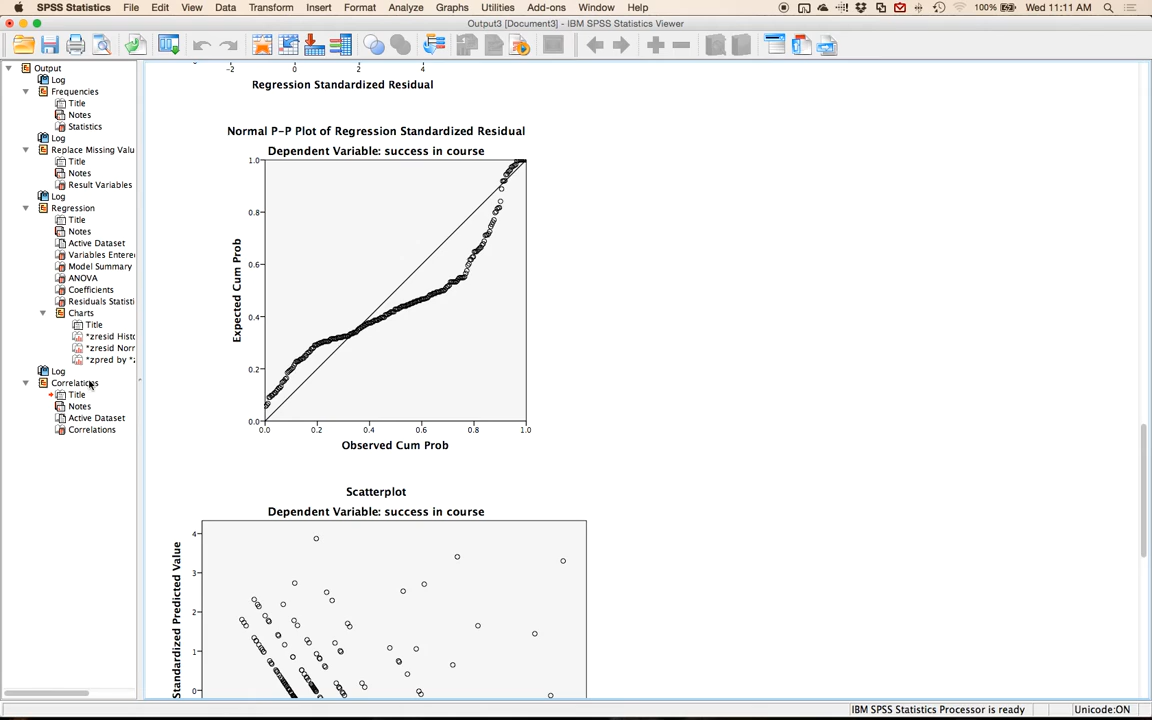 SPSS Statistics File Edit View Data Transform Insert Format Analyze Graphs Utilities Add-ons Window Help 100% Wed 11:11 AM
Output3 [Document3] - IBM SPSS Statistics Viewer
Output
Log
Frequencies
Title
Notes
Statistics
Log
Replace Missing Valu
Title
Notes
Result Variables
Log
Regression
Title
Notes
Active Dataset
Variables Entere
Model Summary
ANOVA
Coefficients
Residuals Statisti
Charts
Title
*zresid Histo
*zresid Norr
*zpred by *z
Log
Correlations
Title
Notes
Active Dataset
Correlations
-2 0 2 4
Regression Standardized Residual
Normal P-P Plot of Regression Standardized Residual
Dependent Variable: success in course
1.0
0.8
0.6
0.4
0.2
0.0
Expected Cum Prob
0.0 0.2 0.4 0.6 0.8 1.0
Observed Cum Prob
Scatterplot
Dependent Variable: success in course
4
3
2
1
0
Standardized Predicted Value
IBM SPSS Statistics Processor is ready Unicode:ON